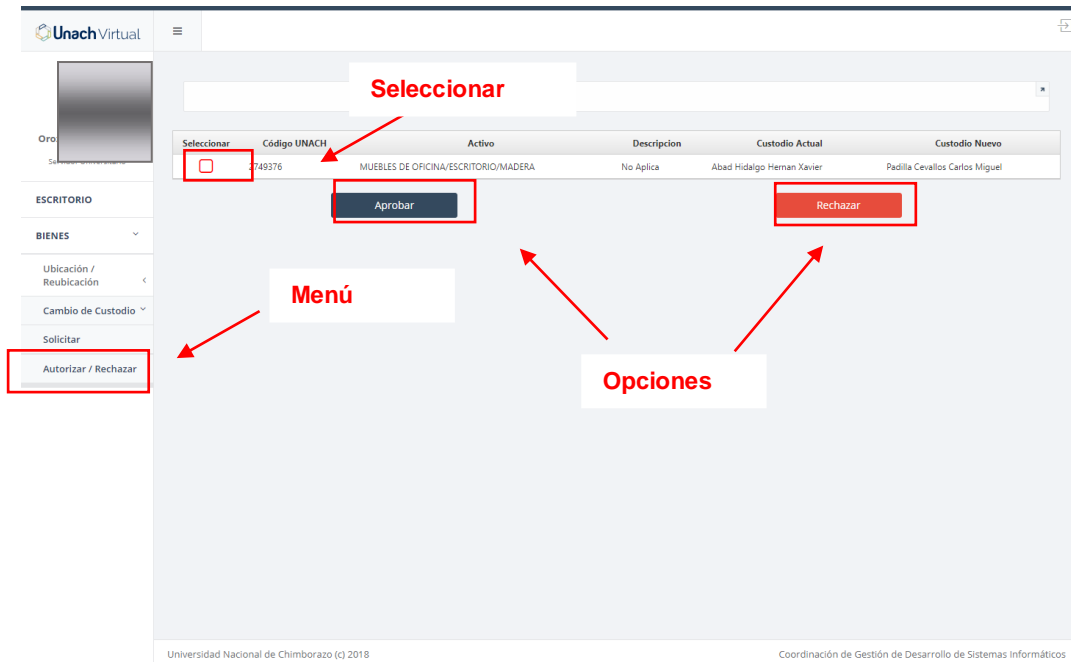 Unach Virtual
Seleccionar
Seleccionar Código UNACH Activo Descripcion Custodio Actual Custodio Nuevo
2749376 MUEBLES DE OFICINA/ESCRITORIO/MADERA No Aplica Abad Hidalgo Hernan Xavier Padilla Cevallos Carlos Miguel
Aprobar Rechazar
ESCRITORIO
BIENES
Ubicación /
Reubicación
Cambio de Custodio
Solicitar
Autorizar / Rechazar
Menú
Opciones
Universidad Nacional de Chimborazo (c) 2018 Coordinación de Gestión de Desarrollo de Sistemas Informáticos